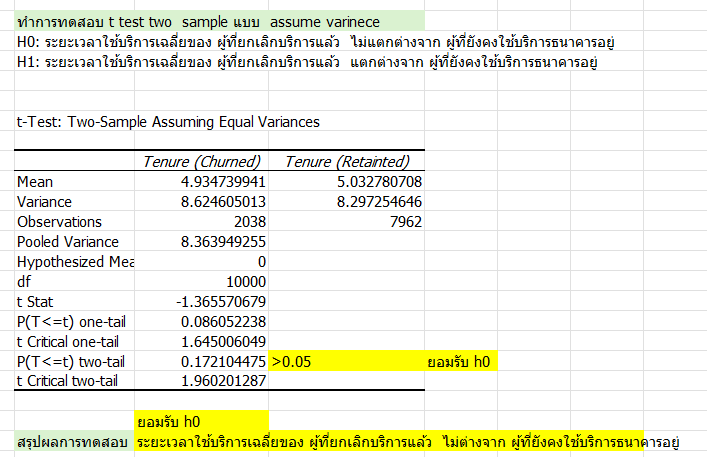 ทำการทดสอบ t test two sample แบบ assume varinece
H0: ระยะเวลาใช้บริการเฉลี่ยของ ผู้ที่ยกเลิกบริการแล้ว ไม่แตกต่างจาก ผู้ที่ยังคงใช้บริการธนาคารอยู่
H1: ระยะเวลาใช้บริการเฉลี่ยของ ผู้ที่ยกเลิกบริการแล้ว แตกต่างจาก ผู้ที่ยังคงใช้บริการธนาคารอยู่
t-Test: Two-Sample Assuming Equal Variances
Tenure (Churned) Tenure (Retainted)
Mean 4.934739941 5.032780708
Variance 8.624605013 8.297254646
Observations 2038 7962
Pooled Variance 8.363949255
Hypothesized Mea 0
df 10000
t Stat -1.365570679
P(T<=t) one-tail 0.086052238
t Critical one-tail 1.645006049
P(T<=t) two-tail 0.172104475 >0.05 ยอมรับ h0
t Critical two-tail 1.960201287
ยอมรับ h0
สรุปผลการทดสอบ ระยะเวลาใช้บริการเฉลี่ยของ ผู้ที่ยกเลิกบริการแล้ว ไม่ต่างจาก ผู้ที่ยังคงใช้บริการธนาคารอยู่